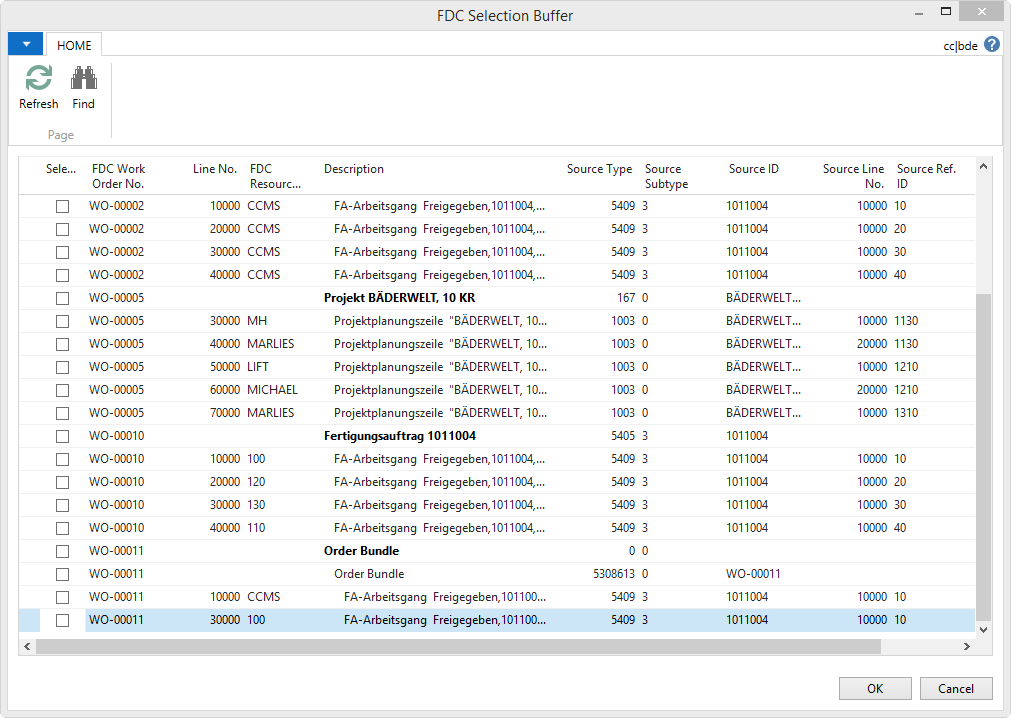 FDC Selection Buffer
HOME
cc|bde
Refresh Find
Page
Sele... FDC Work Order No. Line No. FDC Resourc... Description Source Type Source Subtype Source ID Source Line No. Source Ref. ID
WO-00002 10000 CCMS FA-Arbeitsgang Freigegeben,1011004,... 5409 3 1011004 10000 10
WO-00002 20000 CCMS FA-Arbeitsgang Freigegeben,1011004,... 5409 3 1011004 10000 20
WO-00002 30000 CCMS FA-Arbeitsgang Freigegeben,1011004,... 5409 3 1011004 10000 30
WO-00002 40000 CCMS FA-Arbeitsgang Freigegeben,1011004,... 5409 3 1011004 10000 40
WO-00005 Projekt BÄDERWELT, 10 KR 167 0 BÄDERWELT...
WO-00005 30000 MH Projektplanungszeile "BÄDERWELT, 10... 1003 0 BÄDERWELT... 10000 1130
WO-00005 40000 MARLIES Projektplanungszeile "BÄDERWELT, 10... 1003 0 BÄDERWELT... 20000 1130
WO-00005 50000 LIFT Projektplanungszeile "BÄDERWELT, 10... 1003 0 BÄDERWELT... 10000 1210
WO-00005 60000 MICHAEL Projektplanungszeile "BÄDERWELT, 10... 1003 0 BÄDERWELT... 20000 1210
WO-00005 70000 MARLIES Projektplanungszeile "BÄDERWELT, 10... 1003 0 BÄDERWELT... 10000 1310
WO-00010 Fertigungsauftrag 1011004 5405 3 1011004
WO-00010 10000 100 FA-Arbeitsgang Freigegeben,1011004,... 5409 3 1011004 10000 10
WO-00010 20000 120 FA-Arbeitsgang Freigegeben,1011004,... 5409 3 1011004 10000 20
WO-00010 30000 130 FA-Arbeitsgang Freigegeben,1011004,... 5409 3 1011004 10000 30
WO-00010 40000 110 FA-Arbeitsgang Freigegeben,1011004,... 5409 3 1011004 10000 40
WO-00011 Order Bundle 0 0
WO-00011 Order Bundle 5308613 0 WO-00011
WO-00011 10000 CCMS FA-Arbeitsgang Freigegeben,101100... 5409 3 1011004 10000 10
WO-00011 30000 100 FA-Arbeitsgang Freigegeben,101100... 5409 3 1011004 10000 10
OK Cancel